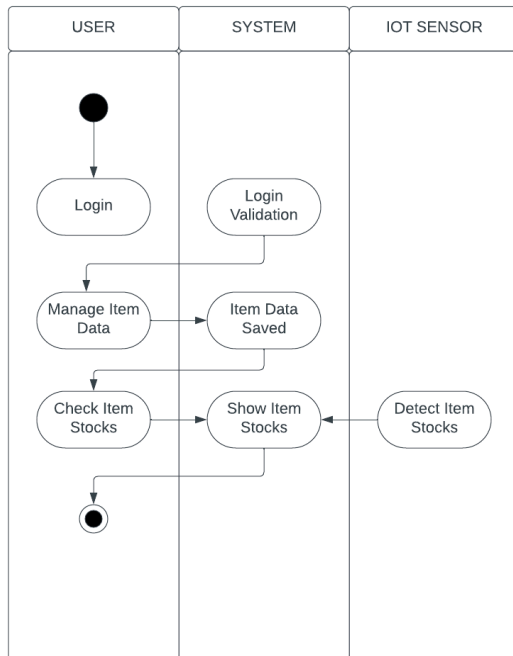 USER
SYSTEM
IOT SENSOR
Login
Login
Validation
Manage Item
Data
Item Data
Saved
Check Item
Stocks
Show Item
Stocks
Detect Item
Stocks